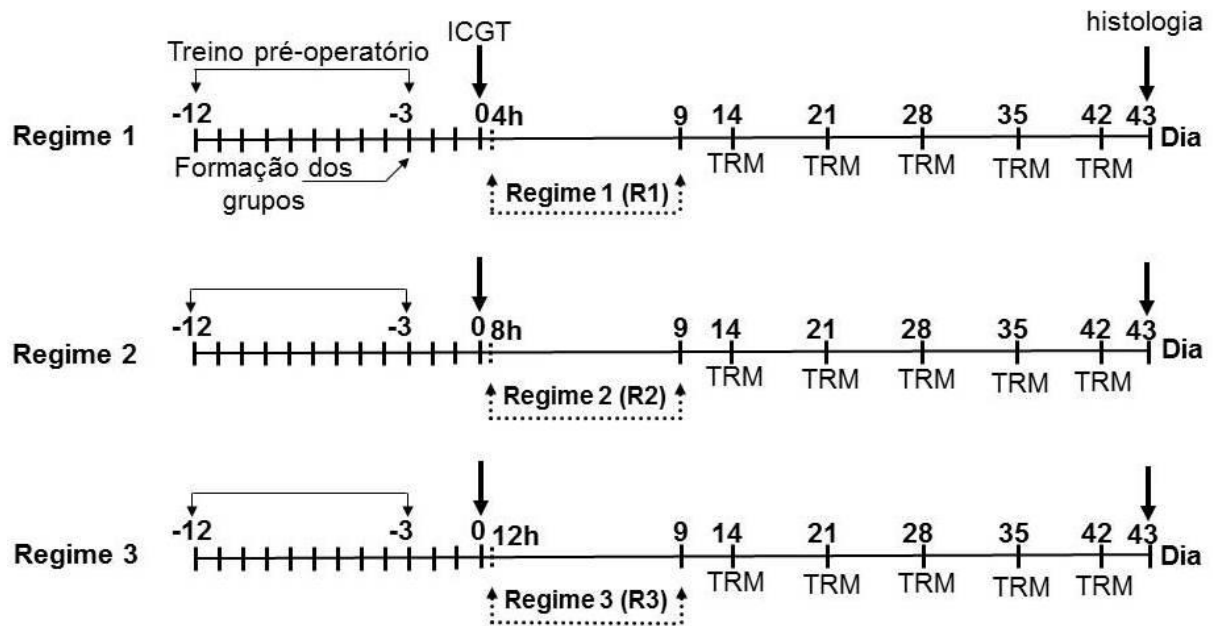 ICGT
histologia
Treino pré-operatório
-12 -3 0 4h 9 14 21 28 35 42 43
Regime 1 Dia
TRM TRM TRM TRM TRM
Formação dos
grupos
Regime 1 (R1)
-12 -3 0 8h 9 14 21 28 35 42 43
Regime 2 Dia
TRM TRM TRM TRM TRM
Regime 2 (R2)
-12 -3 0 12h 9 14 21 28 35 42 43
Regime 3 Dia
TRM TRM TRM TRM TRM
Regime 3 (R3)